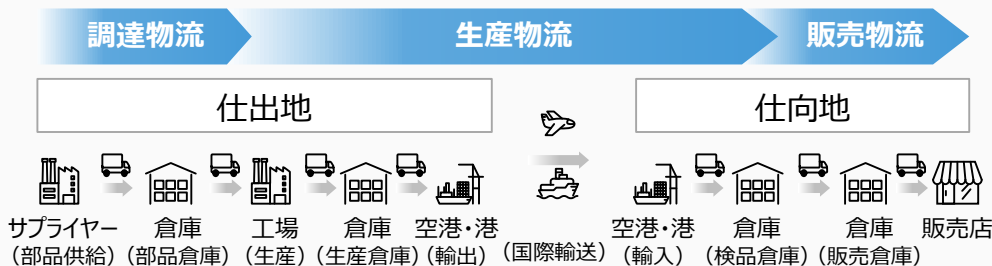 調達物流
生産物流
販売物流
仕出地
仕向地
サプライヤー 倉庫 工場 倉庫 空港・港 空港・港 倉庫 倉庫 販売店
(部品供給) (部品倉庫) (生産) (生産倉庫) (輸出) (国際輸送) (輸入) (検品倉庫) (販売倉庫)